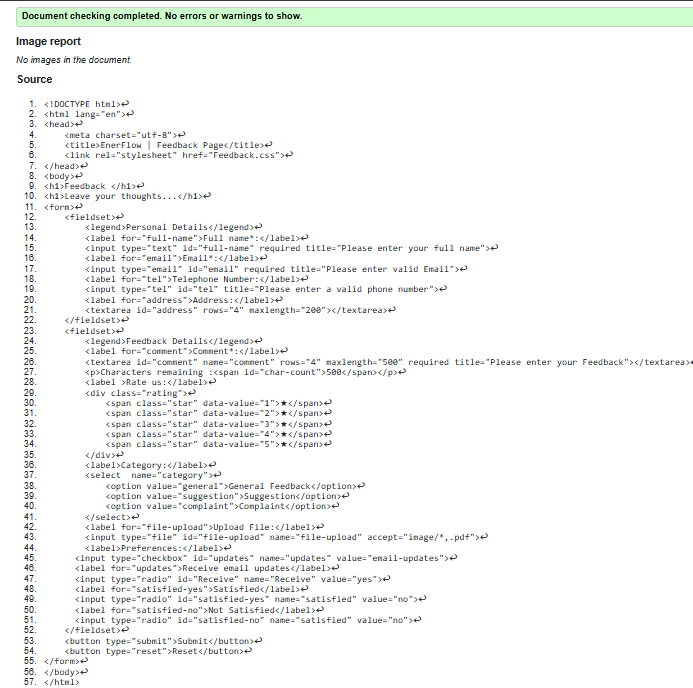 Document checking completed. No errors or warnings to show.
Image report
No images in the document.
Source
1. <!DOCTYPE html>↩
2. <html lang="en">↩
3. <head>↩
4. <meta charset="utf-8">↩
5. <title>EnerFlow | Feedback Page</title>↩
6. <link rel="stylesheet" href="Feedback.css">↩
7. </head>↩
8. <body>↩
9. <h1>Feedback </h1>↩
10. <h1>Leave your thoughts...</h1>↩
11. <form>↩
12. <fieldset>↩
13. <legend>Personal Details</legend>↩
14. <label for="full-name">Full name*:</label>↩
15. <input type="text" id="full-name" required title="Please enter your full name">↩
16. <label for="email">Email*:</label>↩
17. <input type="email" id="email" required title="Please enter valid Email">↩
18. <label for="tel">Telephone Number:</label>↩
19. <input type="tel" id="tel" title="Please enter a valid phone number">↩
20. <label for="address">Address:</label>↩
21. <textarea id="address" rows="4" maxlength="200"></textarea>↩
22. </fieldset>↩
23. <fieldset>↩
24. <legend>Feedback Details</legend>↩
25. <label for="comment">Comment*:</label>↩
26. <textarea id="comment" name="comment" rows="4" maxlength="500" required title="Please enter your Feedback"></textarea>↩
27. <p>Characters remaining :<span id="char-count">500</span></p>↩
28. <label >Rate us:</label>↩
29. <div class="rating">↩
30. <span class="star" data-value="1">★</span>↩
31. <span class="star" data-value="2">★</span>↩
32. <span class="star" data-value="3">★</span>↩
33. <span class="star" data-value="4">★</span>↩
34. <span class="star" data-value="5">★</span>↩
35. </div>↩
36. <label>Category:</label>↩
37. <select  name="category">↩
38. <option value="general">General Feedback</option>↩
39. <option value="suggestion">Suggestion</option>↩
40. <option value="complaint">Complaint</option>↩
41. </select>↩
42. <label for="file-upload">Upload File:</label>↩
43. <input type="file" id="file-upload" name="file-upload" accept="image/*,.pdf">↩
44. <label>Preferences:</label>↩
45. <input type="checkbox" id="updates" name="updates" value="email-updates">↩
46. <label for="updates">Receive email updates</label>↩
47. <input type="radio" id="Receive" name="Receive" value="yes">↩
48. <label for="satisfied-yes">Satisfied</label>↩
49. <input type="radio" id="satisfied-yes" name="satisfied" value="no">↩
50. <label for="satisfied-no">Not Satisfied</label>↩
51. <input type="radio" id="satisfied-no" name="satisfied" value="no">↩
52. </fieldset>↩
53. <button type="submit">Submit</button>↩
54. <button type="reset">Reset</button>↩
55. </form>↩
56. </body>↩
57. </html>